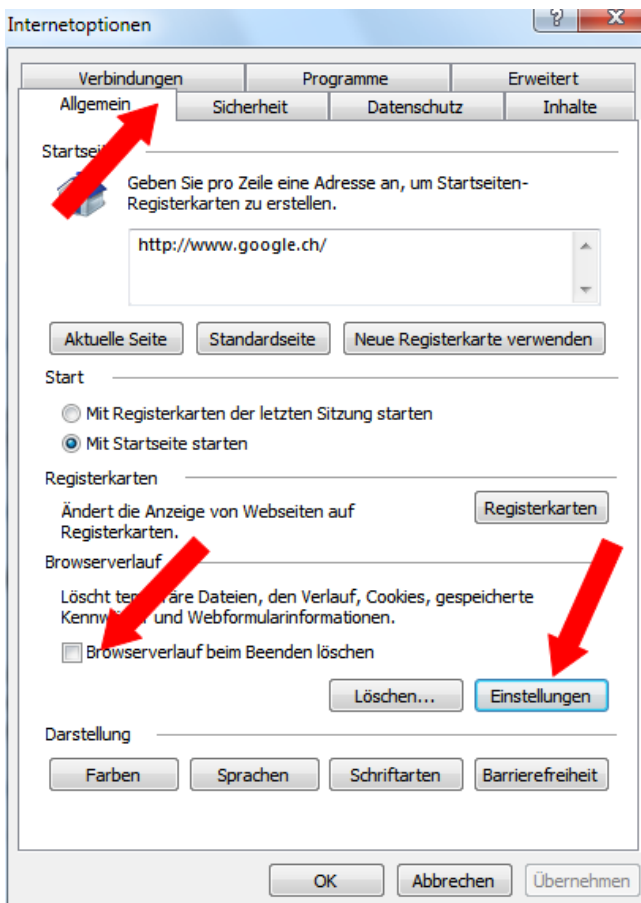 Internetoptionen
Verbindungen Programme Erweitert
Allgemein Sicherheit Datenschutz Inhalte
Startsei
Geben Sie pro Zeile eine Adresse an, um Startseiten-
Registerkarten zu erstellen.
http://www.google.ch/
Aktuelle Seite Standardseite Neue Registerkarte verwenden
Start
Mit Registerkarten der letzten Sitzung starten
Mit Startseite starten
Registerkarten
Ändert die Anzeige von Webseiten auf
Registerkarten.
Registerkarten
Browserverlauf
Löscht temporäre Dateien, den Verlauf, Cookies, gespeicherte
Kennwörter und Webformularinformationen.
Browserverlauf beim Beenden löschen
Löschen... Einstellungen
Darstellung
Farben Sprachen Schriftarten Barrierefreiheit
OK Abbrechen Übernehmen